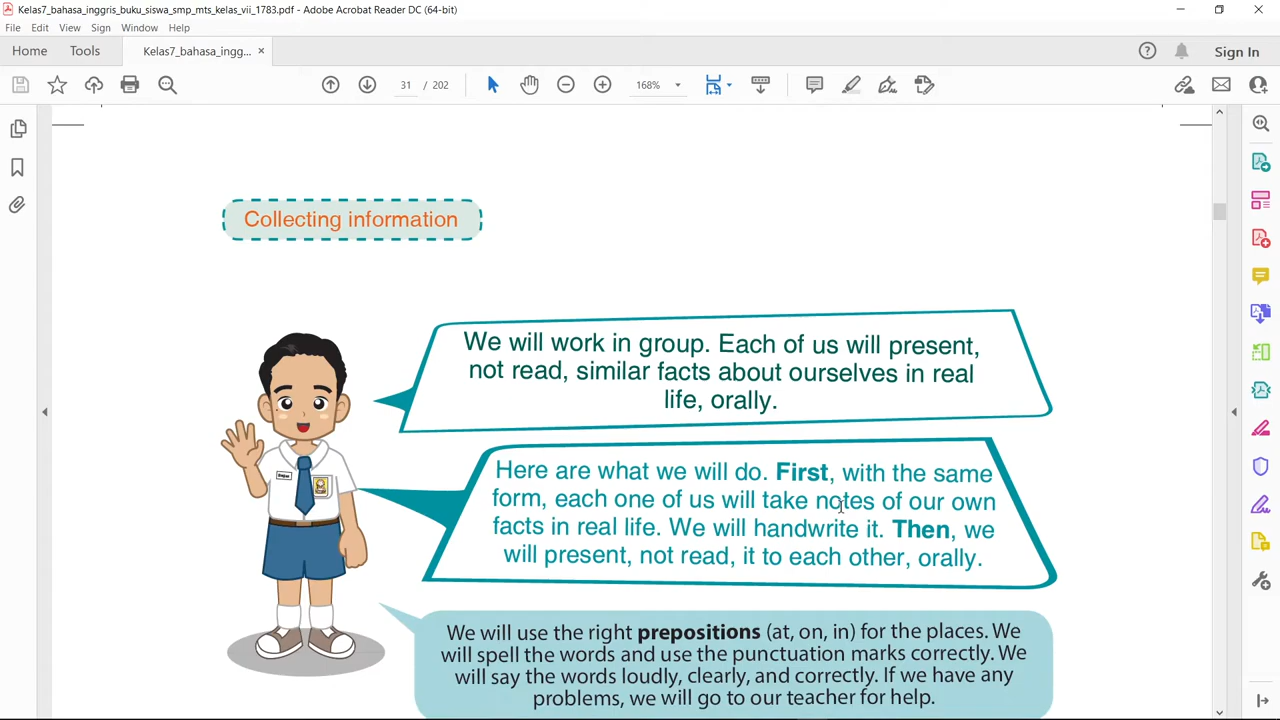 Kelas7_bahasa_inggris_buku_siswa_smp_mts_kelas_vii_1783.pdf - Adobe Acrobat Reader DC (64-bit)
File Edit View Sign Window Help
Home Tools Kelas7_bahasa_ingg... Sign In
31 / 202 168%
Collecting information
We will work in group. Each of us will present,
not read, similar facts about ourselves in real
life, orally.
Here are what we will do. First, with the same
form, each one of us will take notes of our own
facts in real life. We will handwrite it. Then, we
will present, not read, it to each other, orally.
We will use the right prepositions (at, on, in) for the places. We
will spell the words and use the punctuation marks correctly. We
will say the words loudly, clearly, and correctly. If we have any
problems, we will go to our teacher for help.